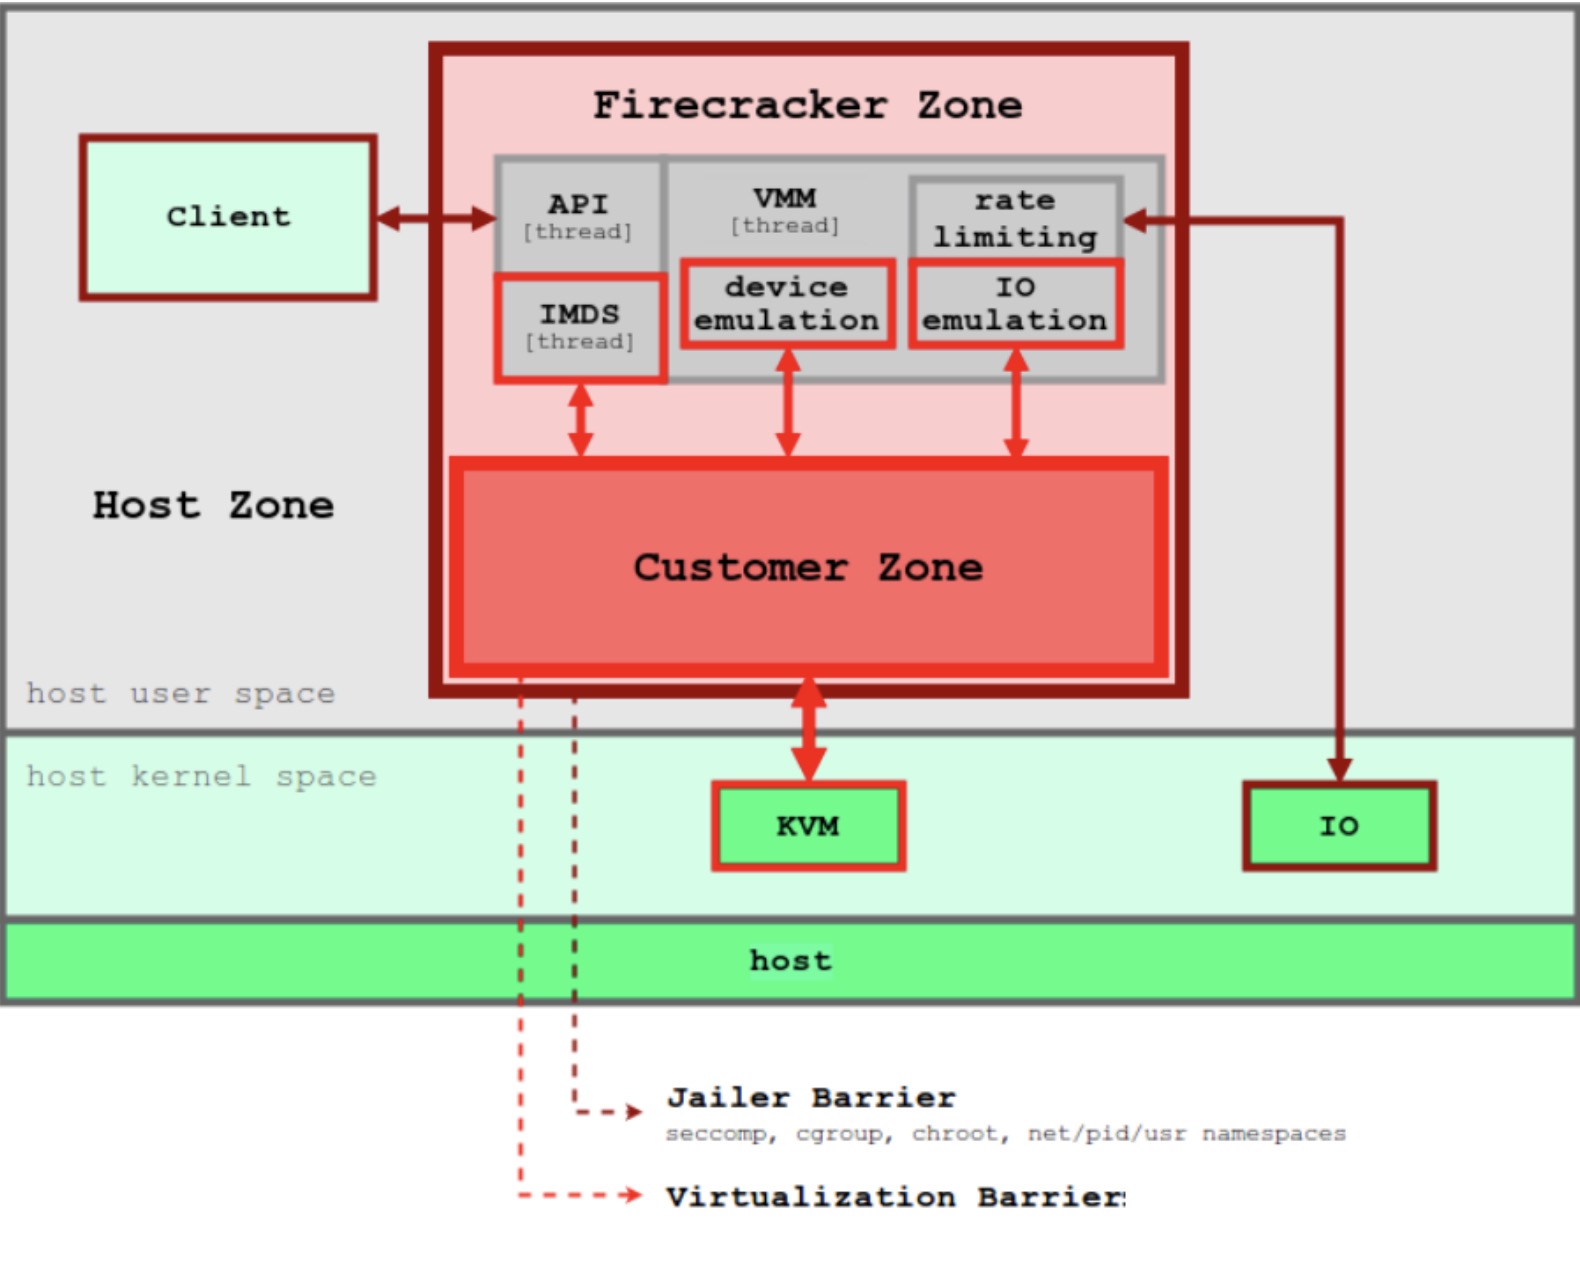 Firecracker Zone
Client
API
[thread]
VMM
[thread]
rate
limiting
IMDS
[thread]
device
emulation
IO
emulation
Host Zone
Customer Zone
host user space
host kernel space
KVM
IO
host
Jailer Barrier
seccomp, cgroup, chroot, net/pid/usr namespaces
Virtualization Barrier